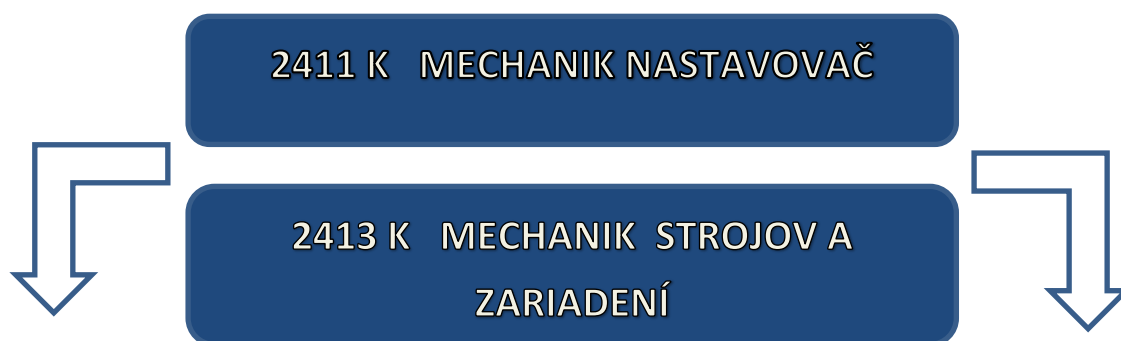 2411 K MECHANIK NASTAVOVAČ
2413 K MECHANIK STROJOV A
ZARIADENÍ